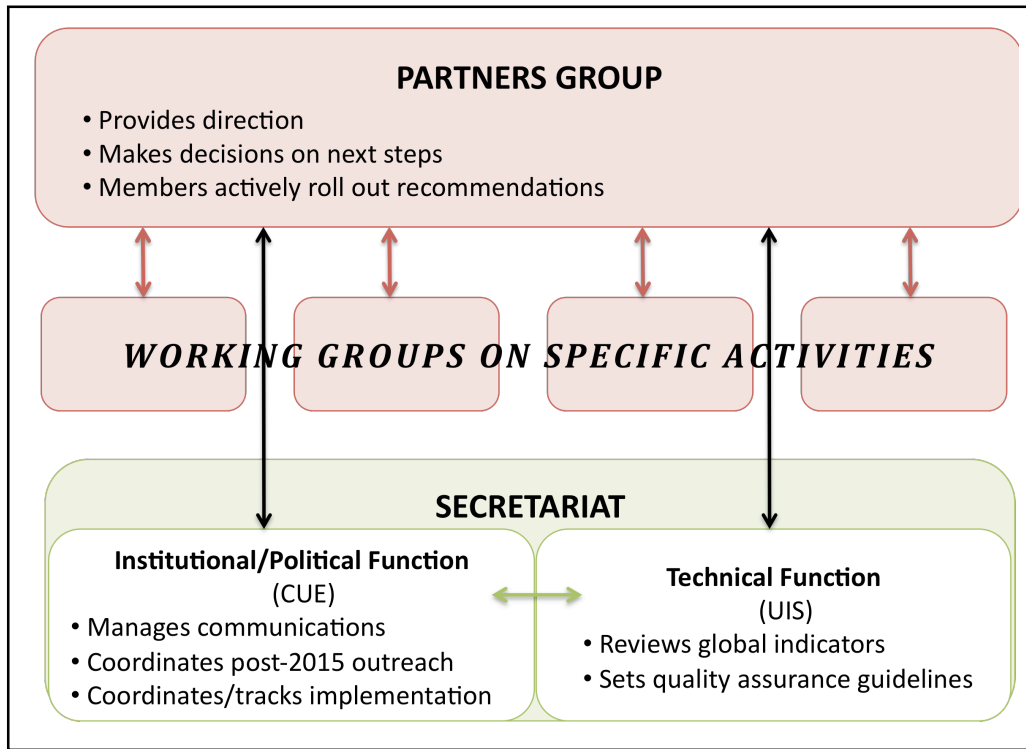 PARTNERS GROUP
• Provides direction
• Makes decisions on next steps
• Members actively roll out recommendations
WORKING GROUPS ON SPECIFIC ACTIVITIES
SECRETARIAT
Institutional/Political Function
(CUE)
• Manages communications
• Coordinates post-2015 outreach
• Coordinates/tracks implementation
Technical Function
(UIS)
• Reviews global indicators
• Sets quality assurance guidelines